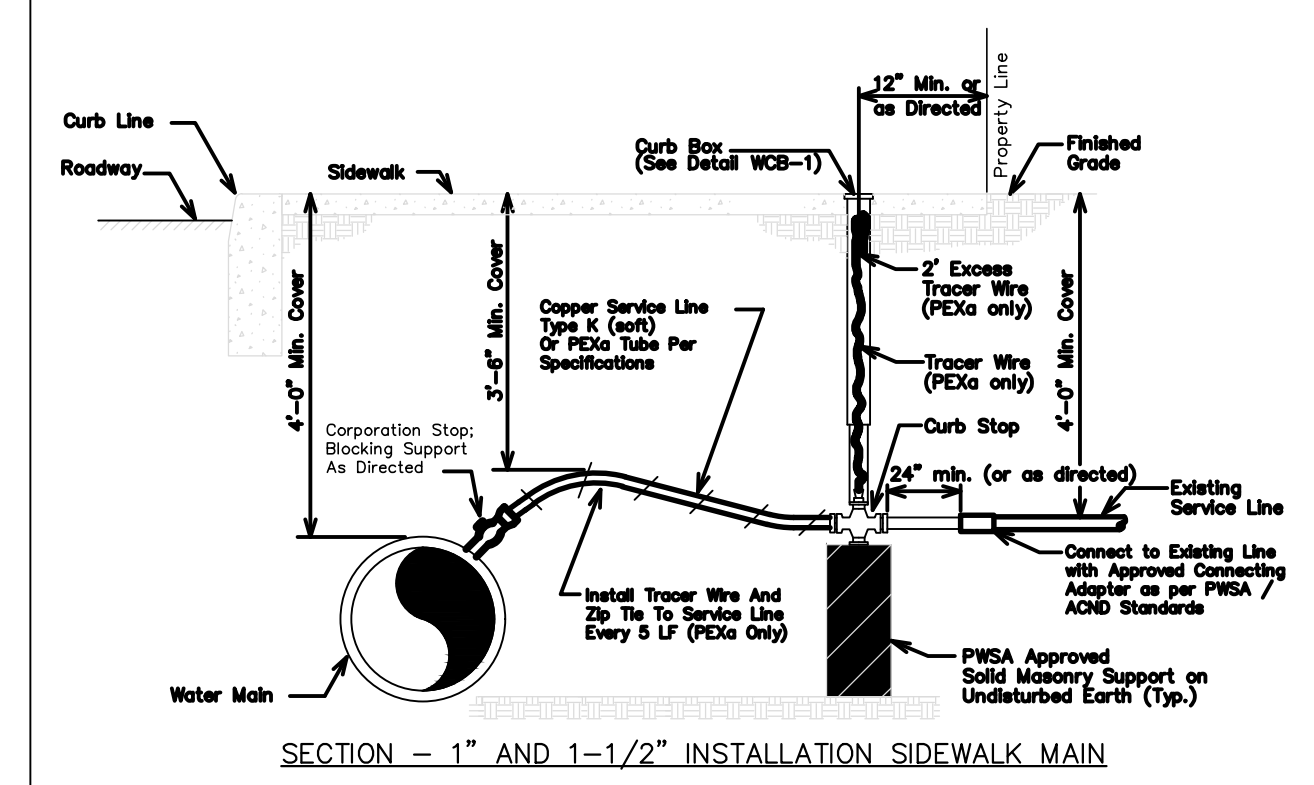 12" Min. or
as Directed
Property Line
Curb Line
Roadway
Sidewalk
Curb Box
(See Detail WCB-1)
Finished
Grade
4'-0" Min. Cover
3'-6" Min. Cover
Copper Service Line
Type K (soft)
Or PEXa Tube Per
Specifications
2' Excess
Tracer Wire
(PEXa only)
Tracer Wire
(PEXa only)
4'-0" Min. Cover
Corporation Stop;
Blocking Support
As Directed
Curb Stop
24" min. (or as directed)
Existing
Service Line
Connect to Existing Line
with Approved Connecting
Adapter as per PWSA /
ACND Standards
Install Tracer Wire And
Zip Tie To Service Line
Every 5 LF (PEXa Only)
PWSA Approved
Solid Masonry Support on
Undisturbed Earth (Typ.)
Water Main
SECTION - 1" AND 1-1/2" INSTALLATION SIDEWALK MAIN